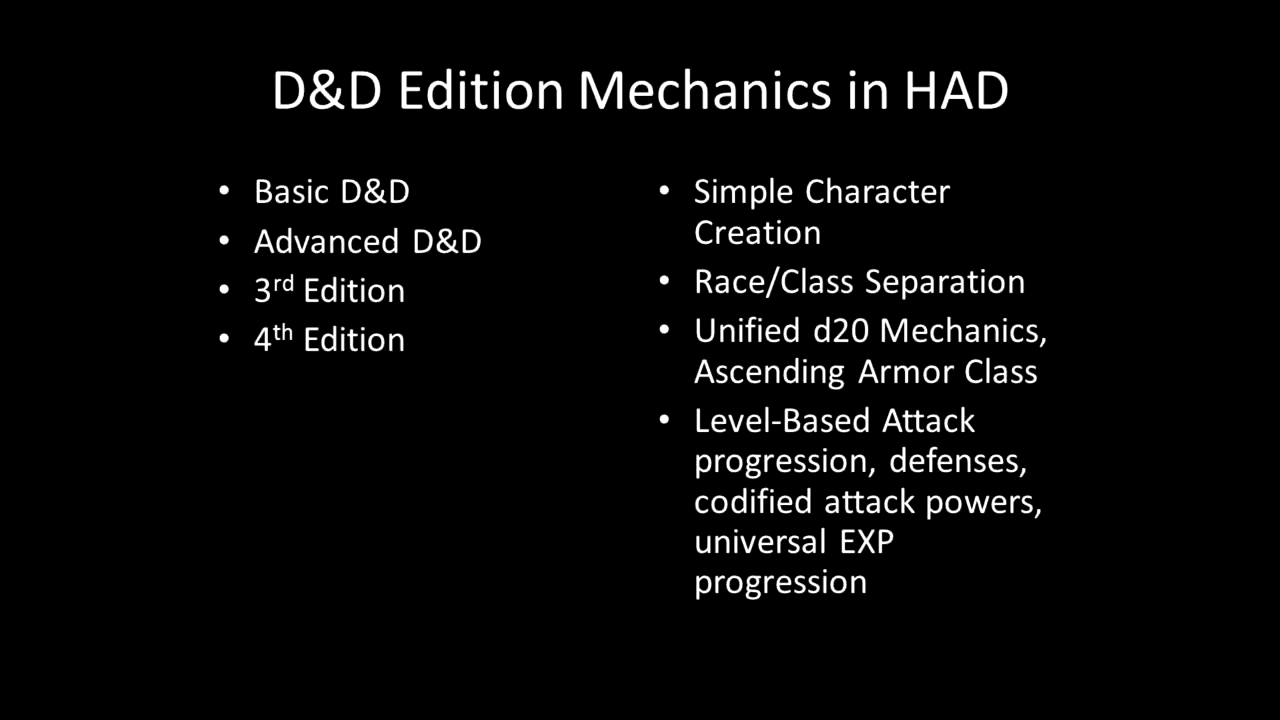 D&D Edition Mechanics in HAD
• Basic D&D
• Advanced D&D
• 3rd Edition
• 4th Edition
• Simple Character
Creation
• Race/Class Separation
• Unified d20 Mechanics,
Ascending Armor Class
• Level-Based Attack
progression, defenses,
codified attack powers,
universal EXP
progression